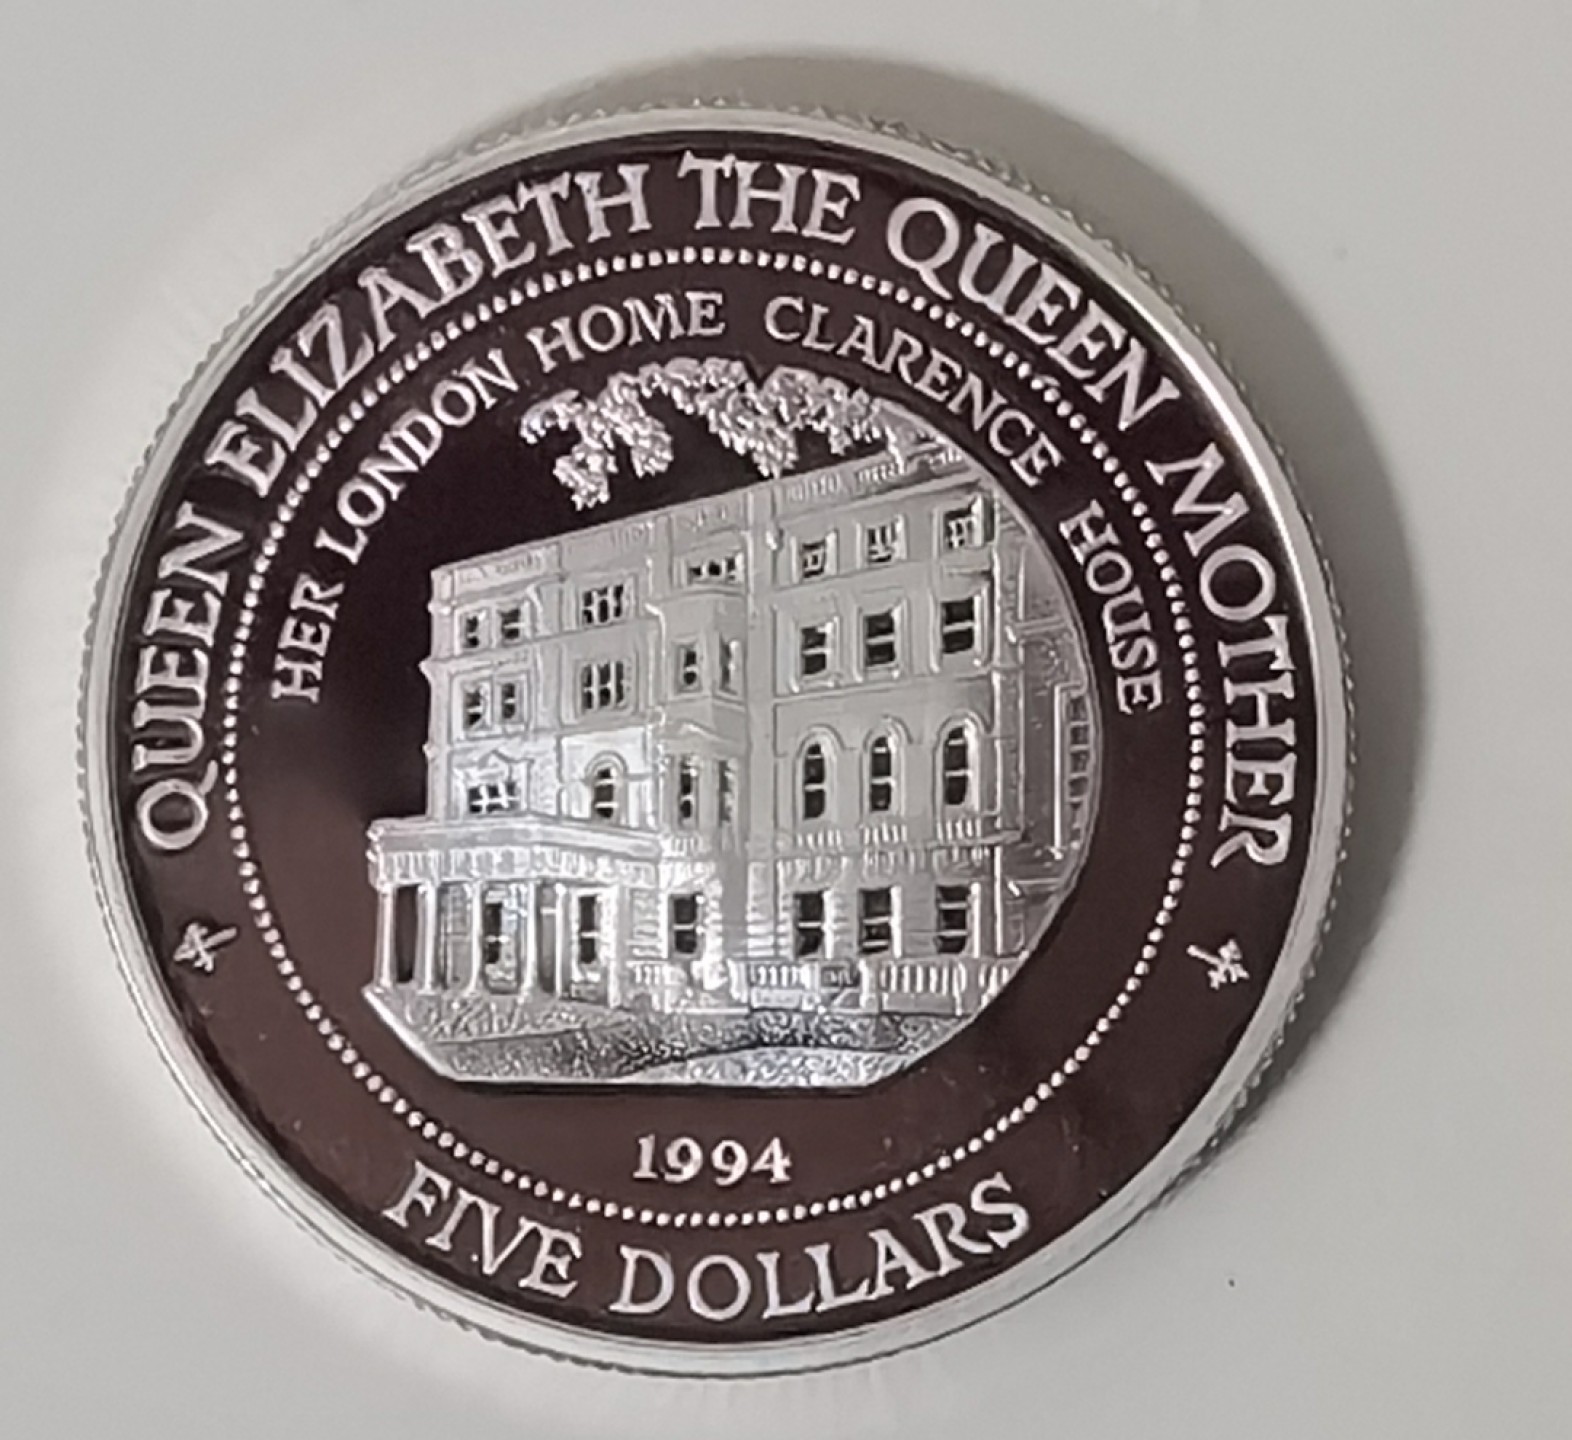 QUEEN ELIZABETH THE QUEEN MOTHER
HER LONDON HOME CLARENCE HOUSE
1994
FIVE DOLLARS